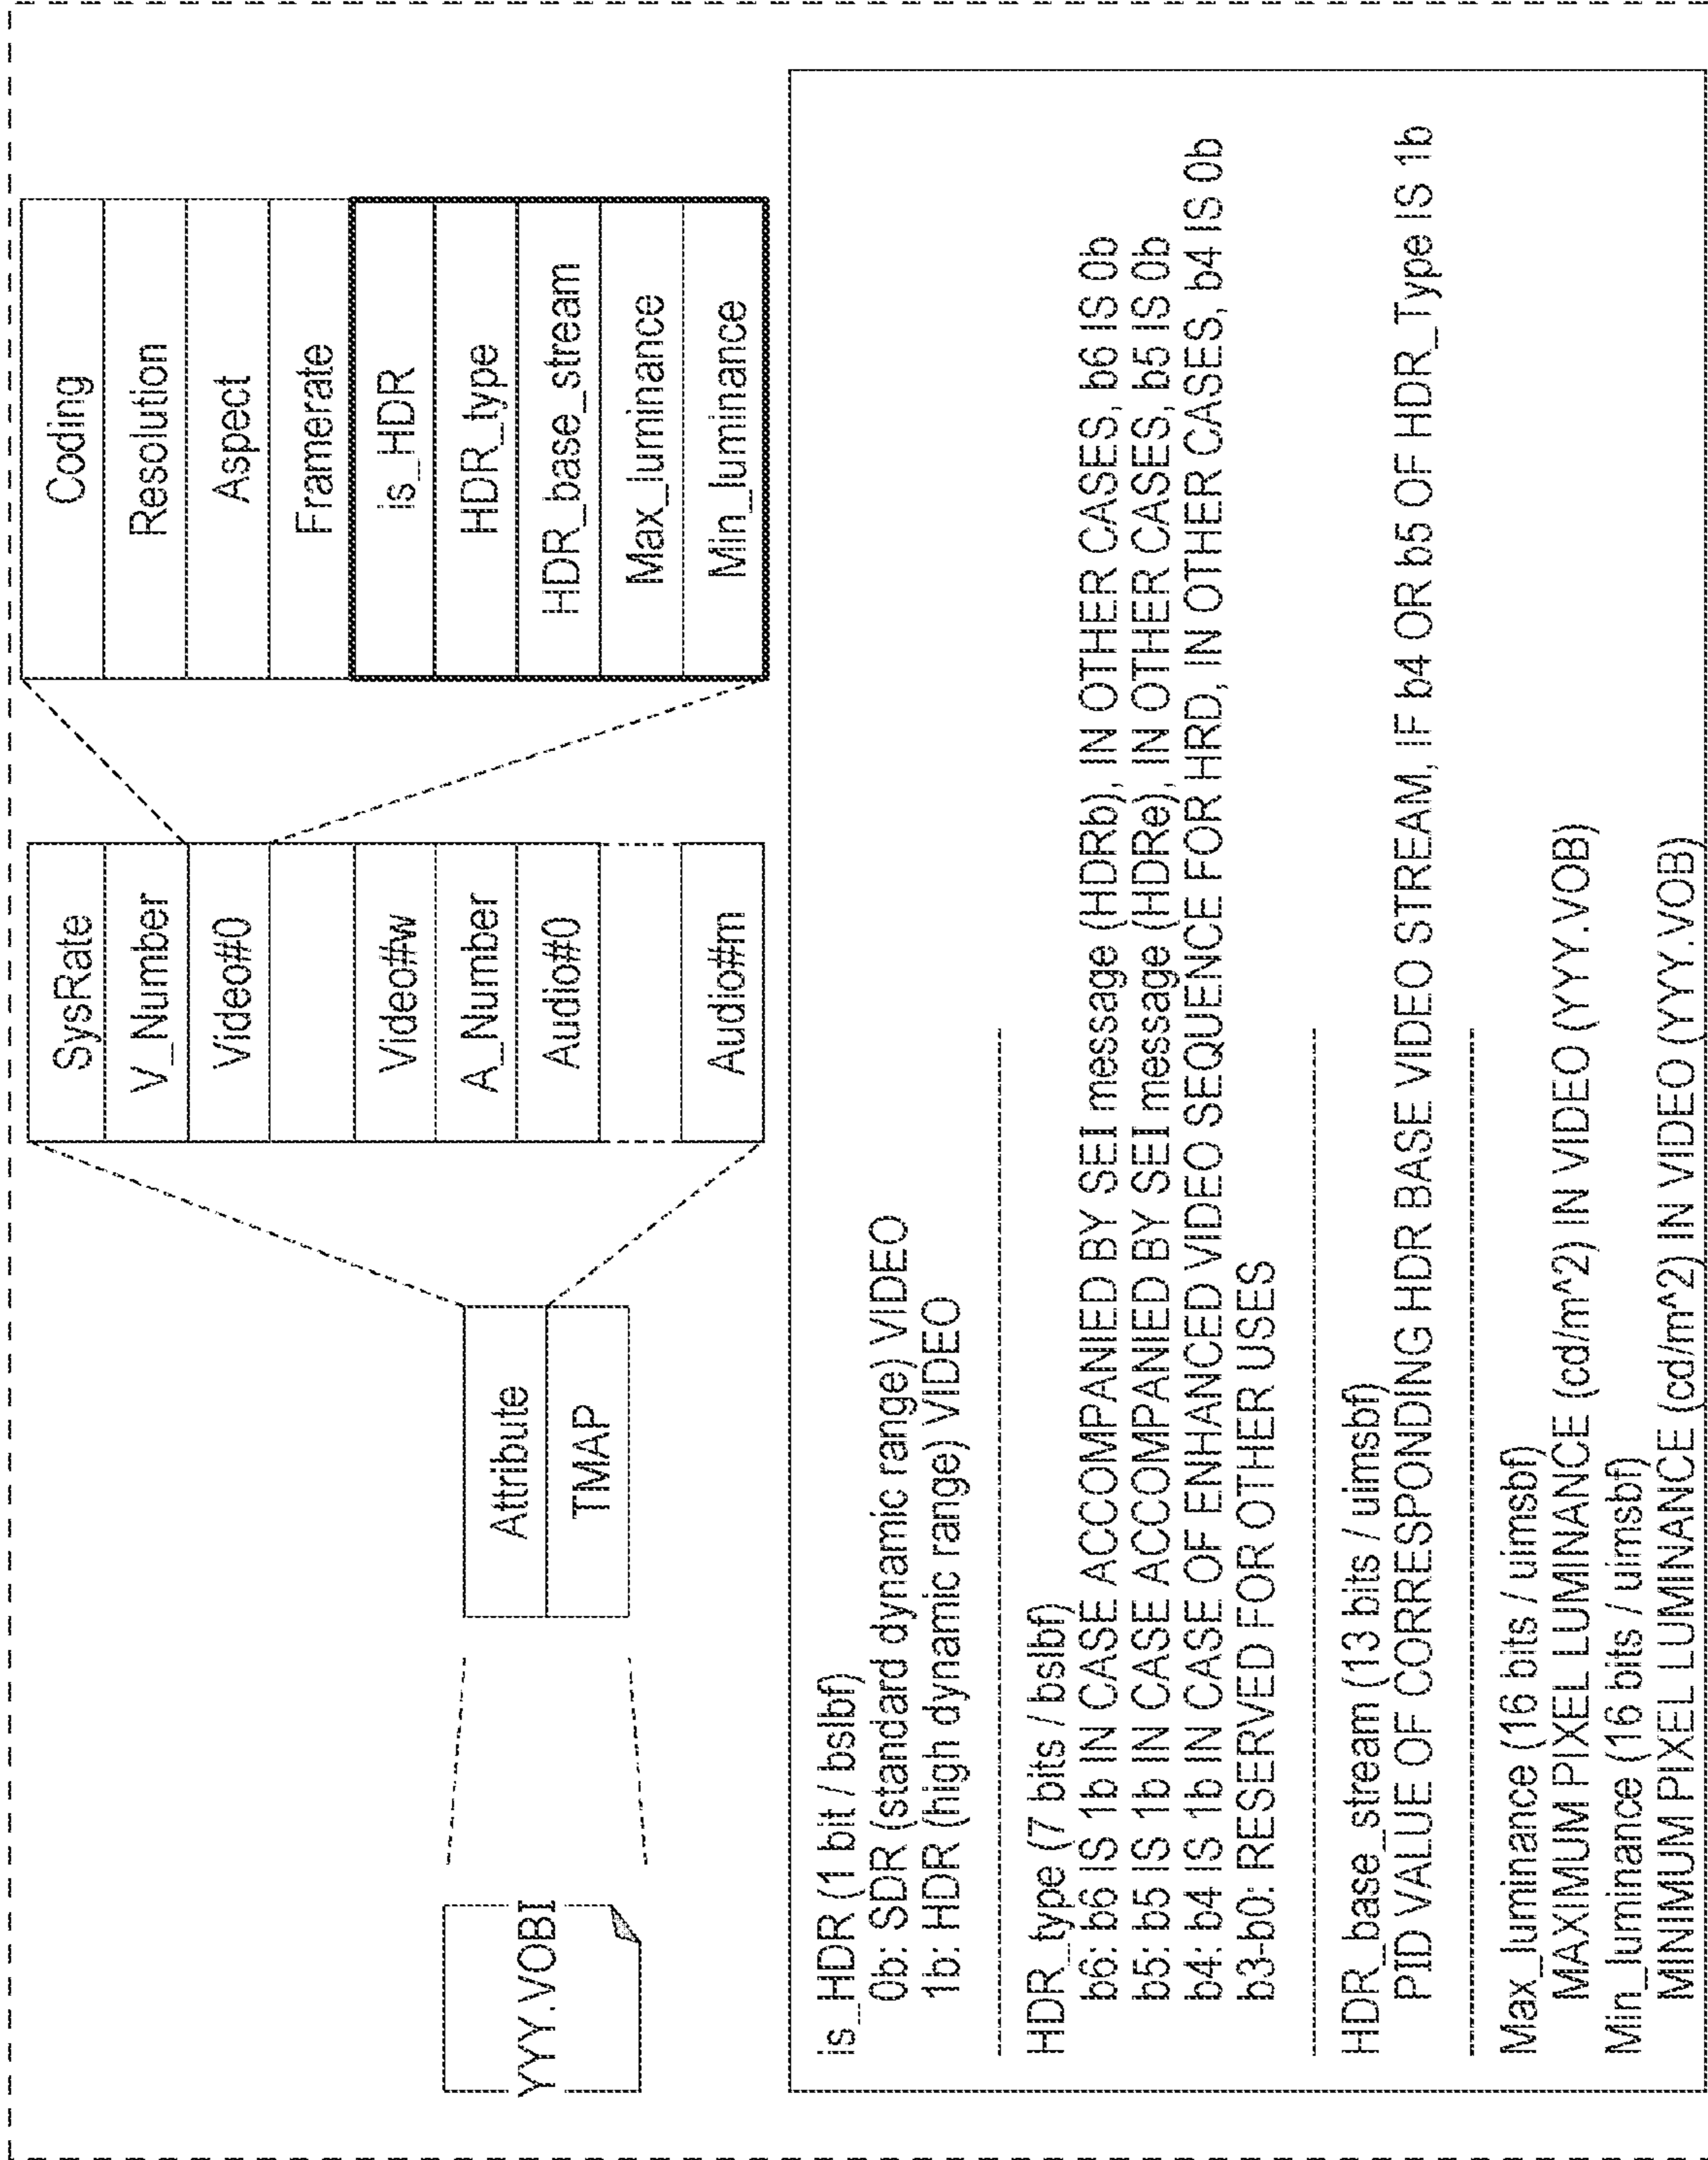 YYY.VOBI
Attribute
TMAP
SysRate
V_Number
Video#0
Video#w
A_Number
Audio#0
Audio#m
Coding
Resolution
Aspect
Framerate
is_HDR
HDR_type
HDR_base_stream
Max_luminance
Min_luminance
is_HDR (1 bit / bslbf)
0b: SDR (standard dynamic range) VIDEO
1b: HDR (high dynamic range) VIDEO
HDR_type (7 bits / bslbf)
b6: b6 IS 1b IN CASE ACCOMPANIED BY SEI message (HDRb), IN OTHER CASES, b6 IS 0b
b5: b5 IS 1b IN CASE ACCOMPANIED BY SEI message (HDRe), IN OTHER CASES, b5 IS 0b
b4: b4 IS 1b IN CASE OF ENHANCED VIDEO SEQUENCE FOR HRD, IN OTHER CASES, b4 IS 0b
b3-b0: RESERVED FOR OTHER USES
HDR_base_stream (13 bits / uimsbf)
PID VALUE OF CORRESPONDING HDR BASE VIDEO STREAM, IF b4 OR b5 OF HDR_Type IS 1b
Max_luminance (16 bits / uimsbf)
MAXIMUM PIXEL LUMINANCE (cd/m^2) IN VIDEO (YYY.VOB)
Min_luminance (16 bits / uimsbf)
MINIMUM PIXEL LUMINANCE (cd/m^2) IN VIDEO (YYY.VOB)